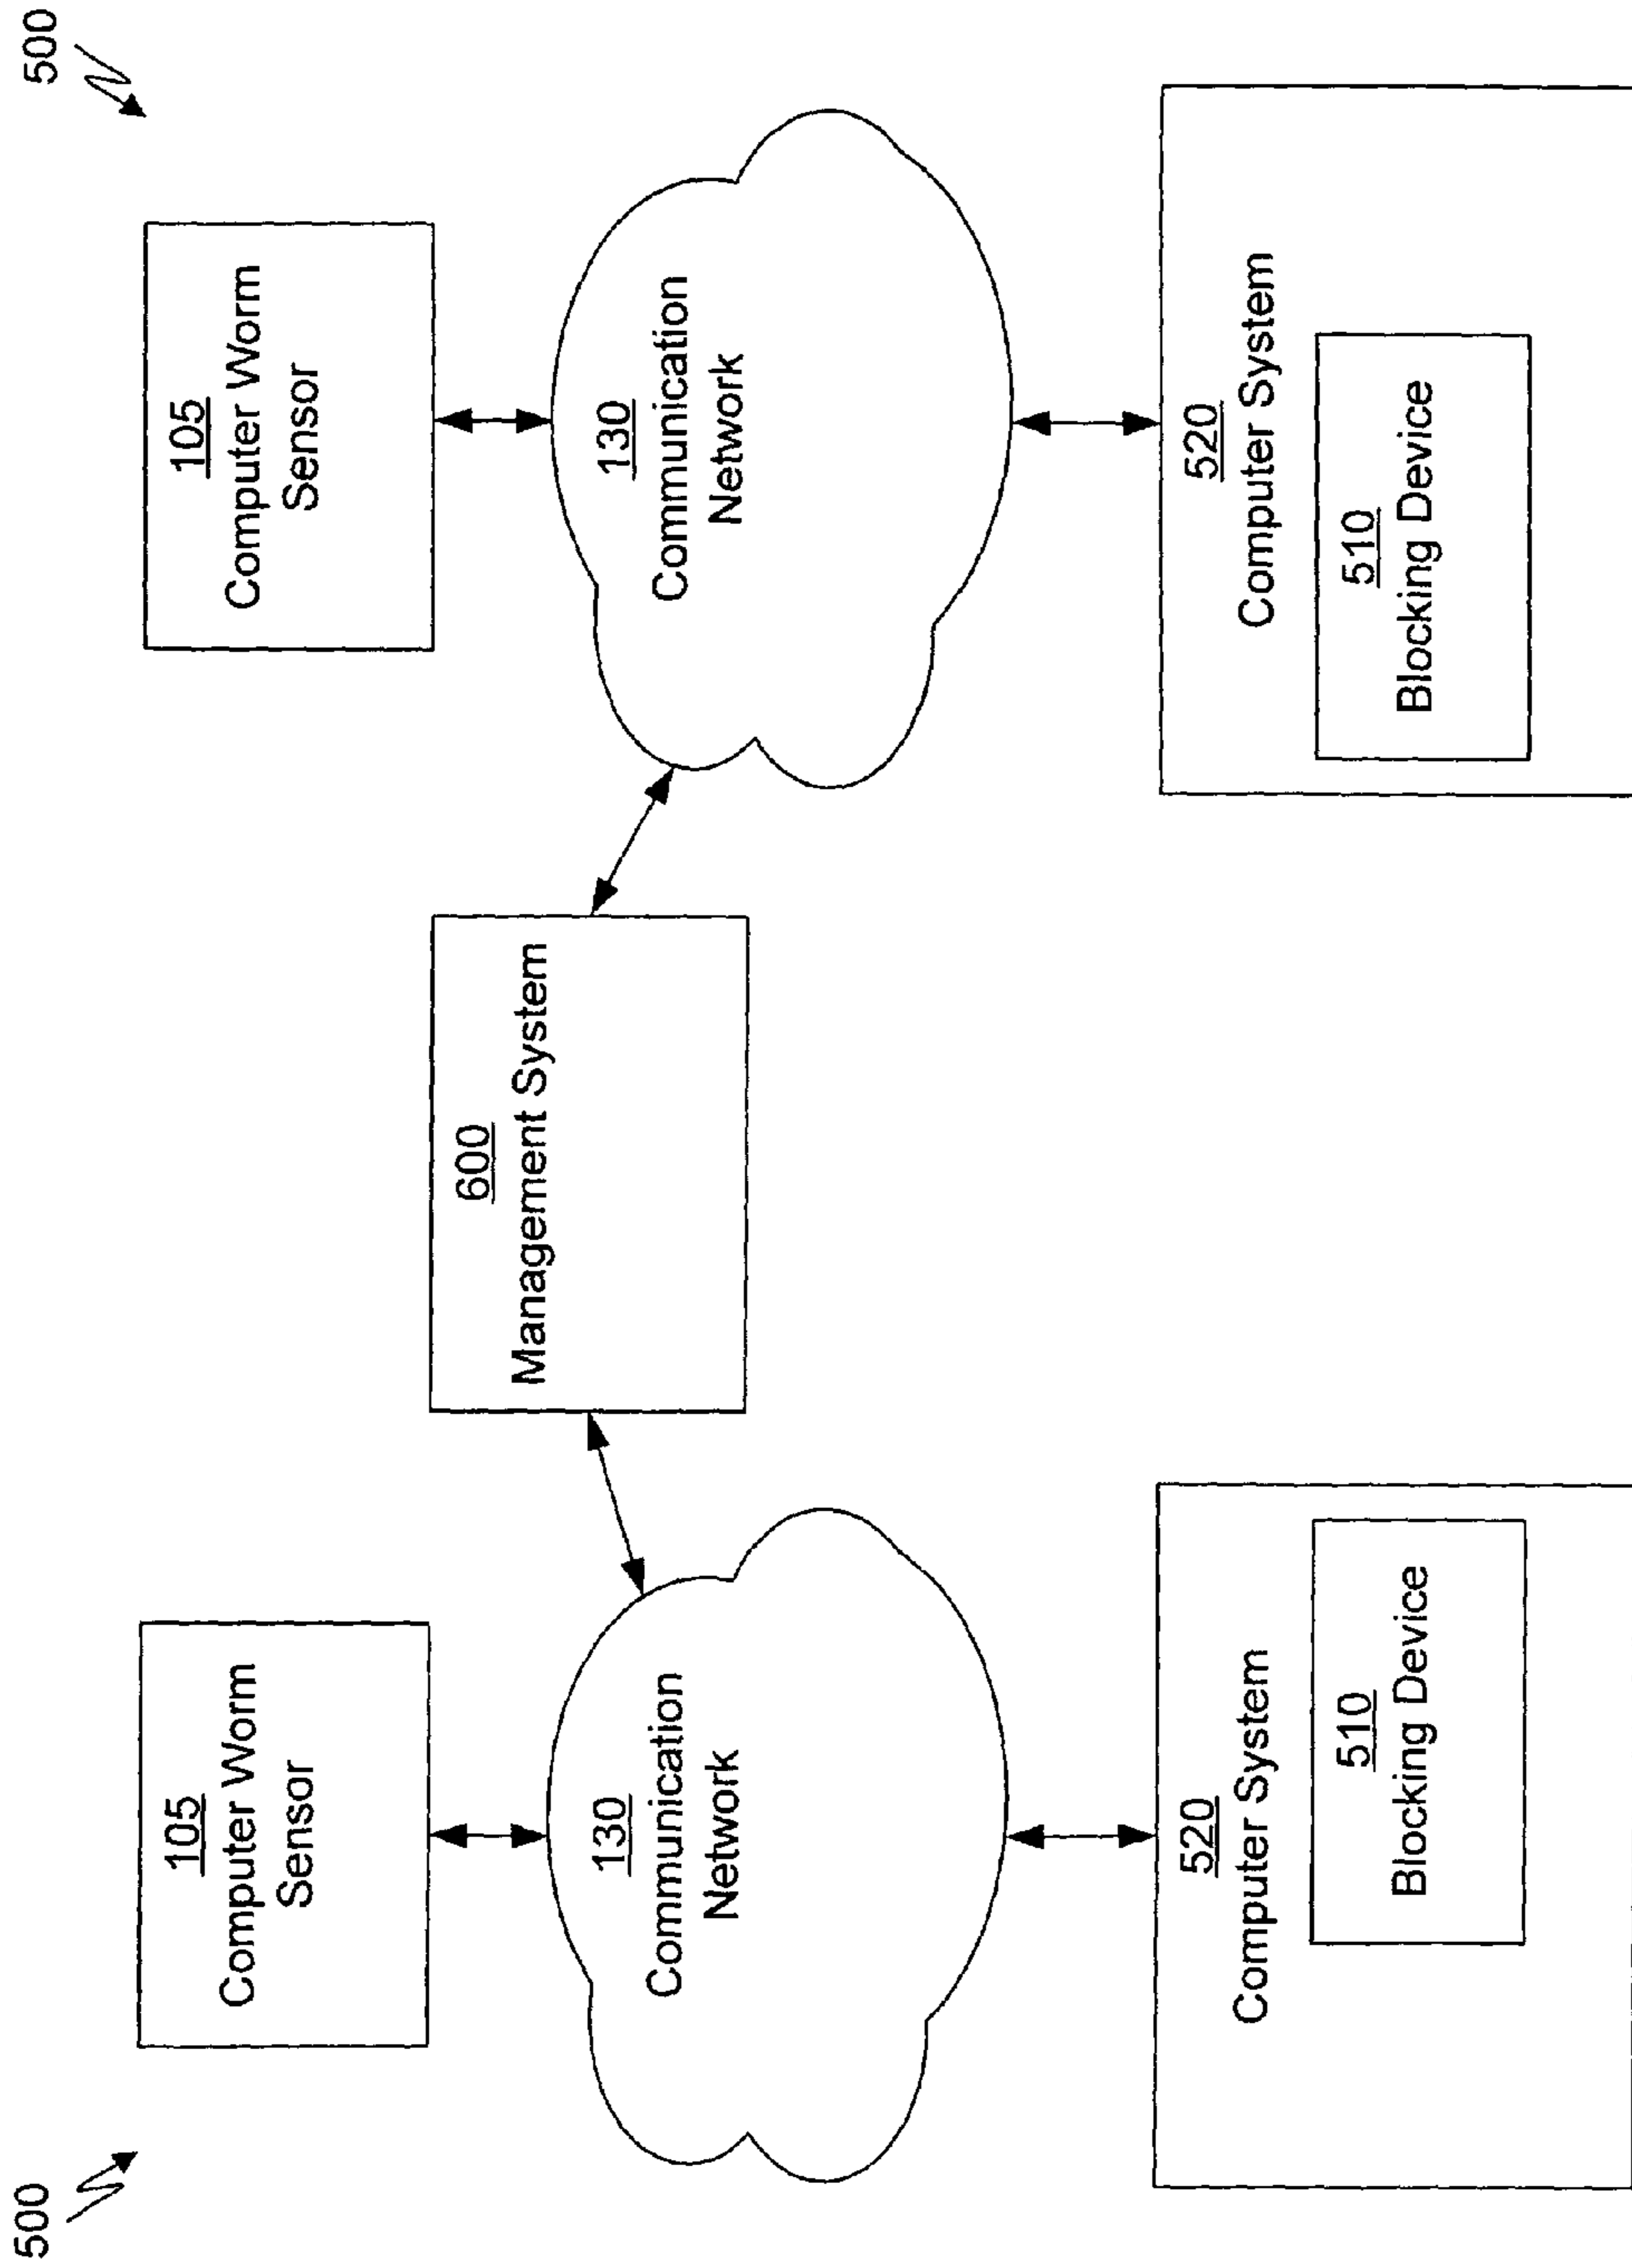 500
105
Computer Worm
Sensor
130
Communication
Network
520
Computer System
510
Blocking Device
600
Management System
500
105
Computer Worm
Sensor
130
Communication
Network
520
Computer System
510
Blocking Device